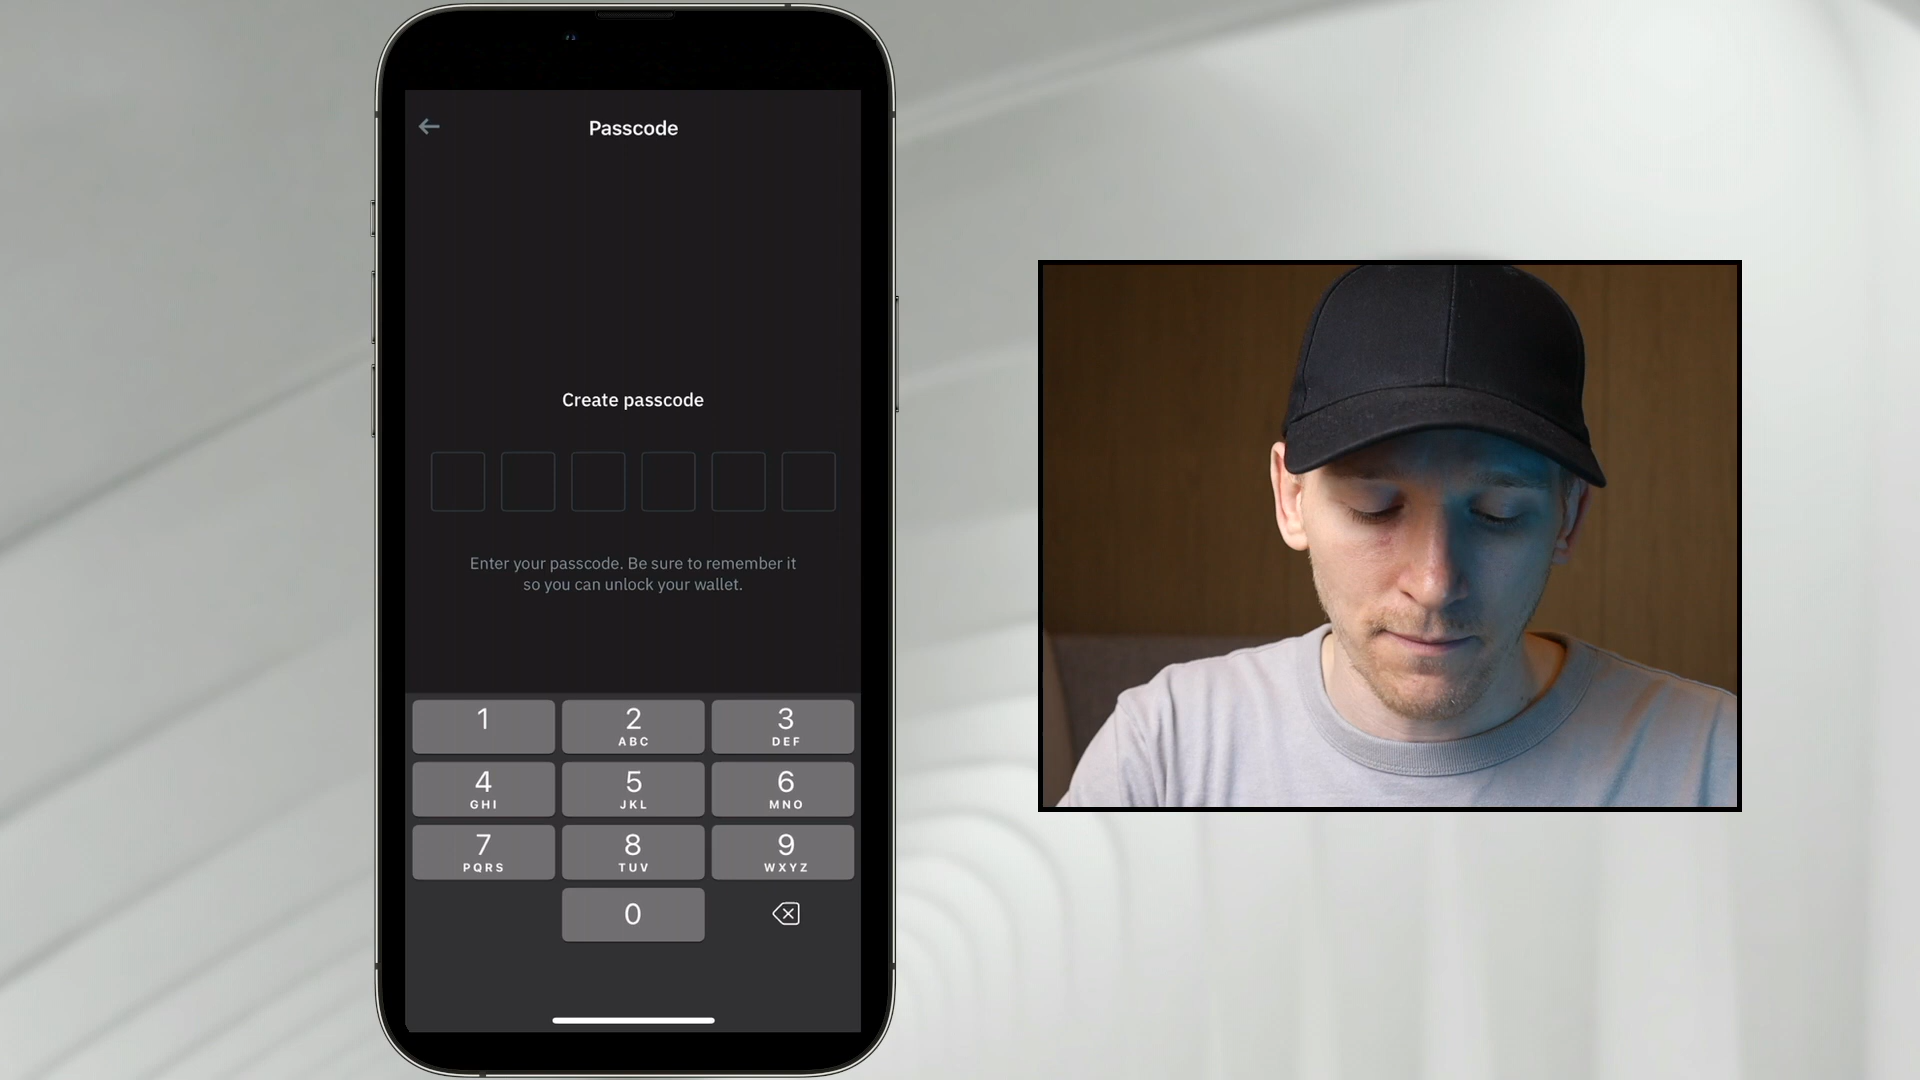 Passcode
Create passcode
Enter your passcode. Be sure to remember it
so you can unlock your wallet.
1 2 3
ABC DEF
4 5 6
GHI JKL MNO
7 8 9
PQRS TUV WXYZ
0